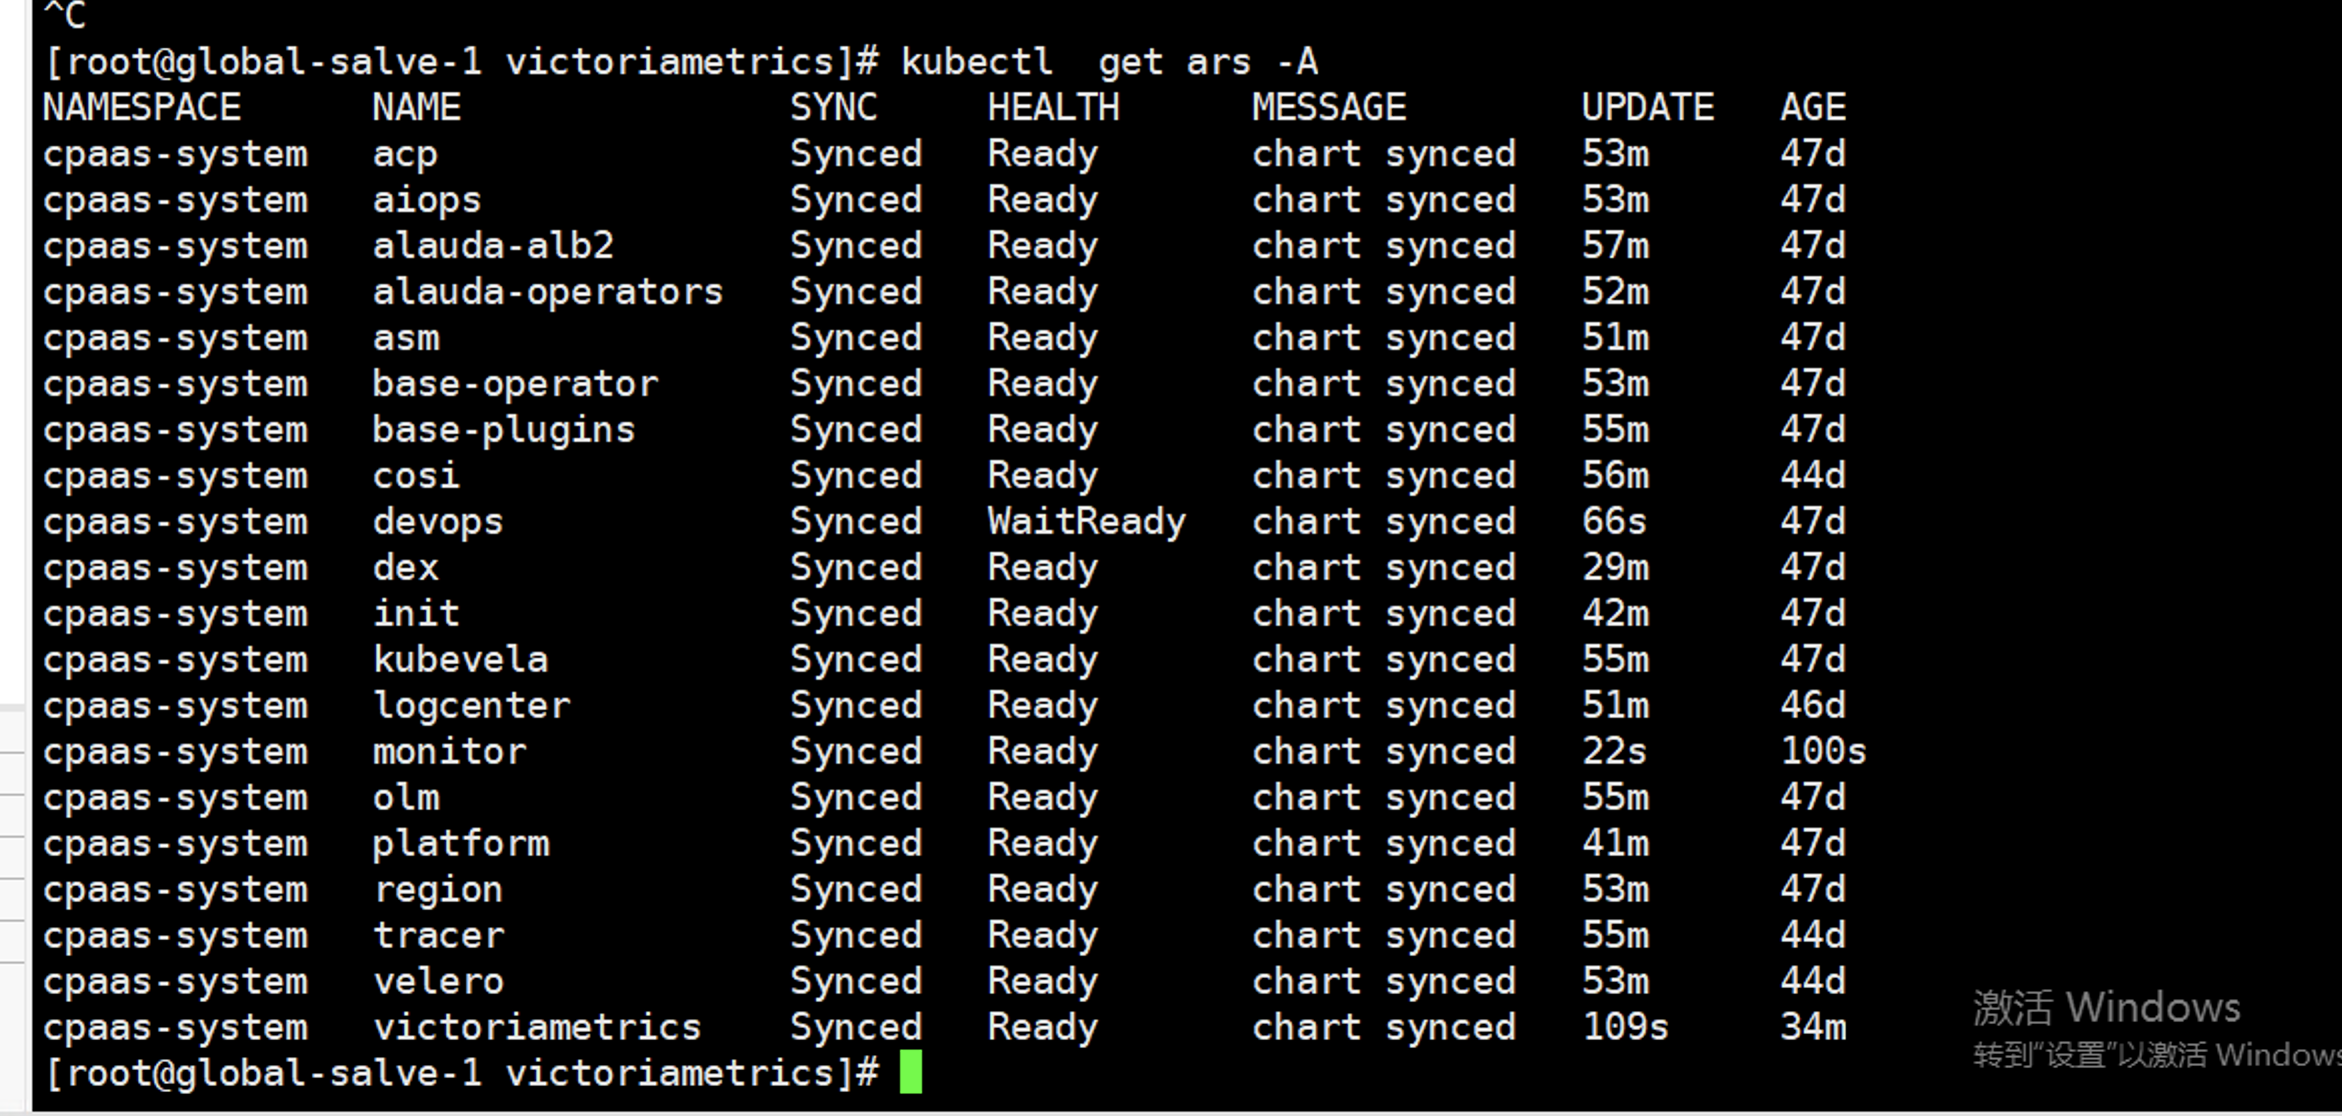 ^C
[root@global-salve-1 victoriametrics]# kubectl  get ars -A
NAMESPACE      NAME               SYNC     HEALTH      MESSAGE        UPDATE   AGE
cpaas-system   acp                Synced   Ready       chart synced   53m      47d
cpaas-system   aiops              Synced   Ready       chart synced   53m      47d
cpaas-system   alauda-alb2        Synced   Ready       chart synced   57m      47d
cpaas-system   alauda-operators   Synced   Ready       chart synced   52m      47d
cpaas-system   asm                Synced   Ready       chart synced   51m      47d
cpaas-system   base-operator      Synced   Ready       chart synced   53m      47d
cpaas-system   base-plugins       Synced   Ready       chart synced   55m      47d
cpaas-system   cosi               Synced   Ready       chart synced   56m      44d
cpaas-system   devops             Synced   WaitReady   chart synced   66s      47d
cpaas-system   dex                Synced   Ready       chart synced   29m      47d
cpaas-system   init               Synced   Ready       chart synced   42m      47d
cpaas-system   kubevela           Synced   Ready       chart synced   55m      47d
cpaas-system   logcenter          Synced   Ready       chart synced   51m      46d
cpaas-system   monitor            Synced   Ready       chart synced   22s      100s
cpaas-system   olm                Synced   Ready       chart synced   55m      47d
cpaas-system   platform           Synced   Ready       chart synced   41m      47d
cpaas-system   region             Synced   Ready       chart synced   53m      47d
cpaas-system   tracer             Synced   Ready       chart synced   55m      44d
cpaas-system   velero             Synced   Ready       chart synced   53m      44d
cpaas-system   victoriametrics    Synced   Ready       chart synced   109s     34m
[root@global-salve-1 victoriametrics]#
激活 Windows
转到“设置”以激活 Windows